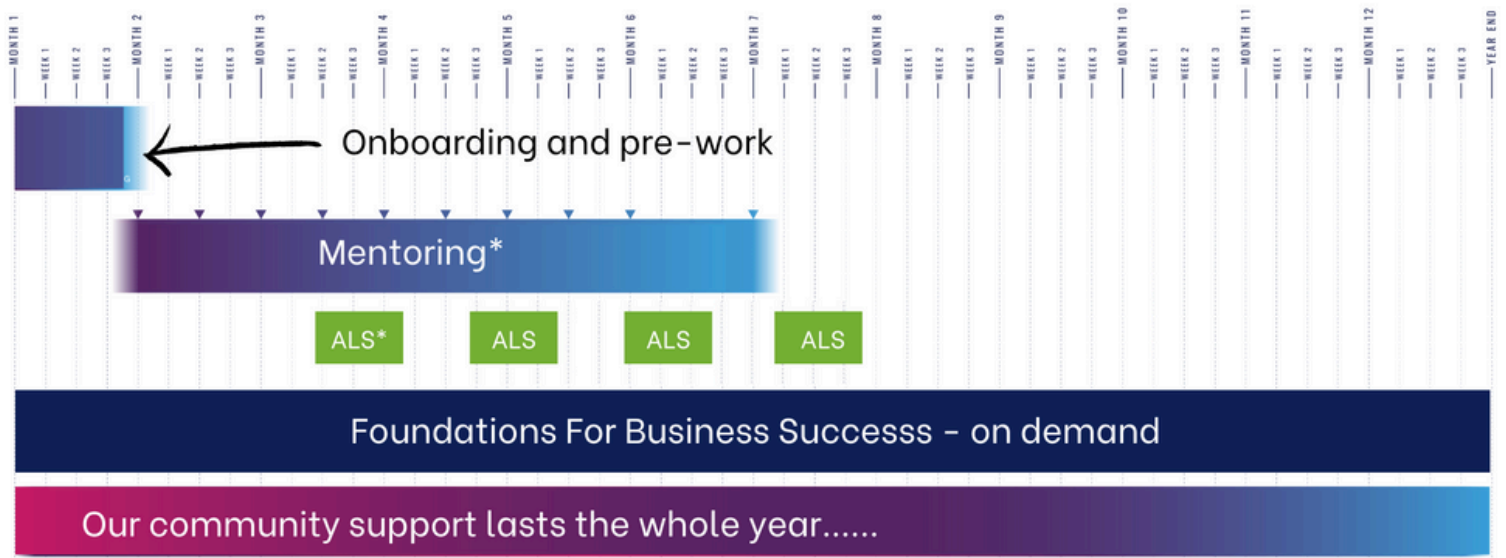 MONTH 1
WEEK 1
WEEK 2
WEEK 3
MONTH 2
WEEK 1
WEEK 2
WEEK 3
MONTH 3
WEEK 1
WEEK 2
WEEK 3
MONTH 4
WEEK 1
WEEK 2
WEEK 3
MONTH 5
WEEK 1
WEEK 2
WEEK 3
MONTH 6
WEEK 1
WEEK 2
WEEK 3
MONTH 7
WEEK 1
WEEK 2
WEEK 3
MONTH 8
WEEK 1
WEEK 2
WEEK 3
MONTH 9
WEEK 1
WEEK 2
WEEK 3
MONTH 10
WEEK 1
WEEK 2
WEEK 3
MONTH 11
WEEK 1
WEEK 2
WEEK 3
MONTH 12
WEEK 1
WEEK 2
WEEK 3
YEAR END
Onboarding and pre-work
G
Mentoring*
ALS*
ALS
ALS
ALS
Foundations For Business Successs - on demand
Our community support lasts the whole year......